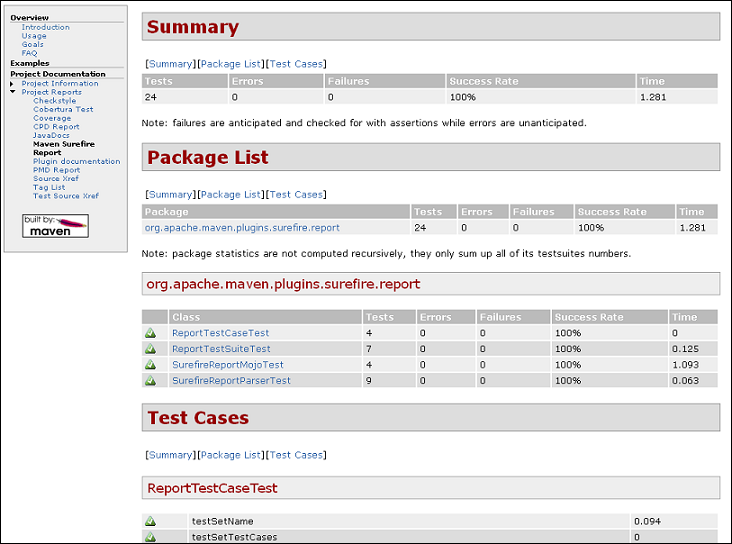 Overview
Introduction
Usage
Goals
FAQ
Examples
Project Documentation
Project Information
Project Reports
Checkstyle
Cobertura Test
Coverage
CPD Report
JavaDocs
Maven Surefire
Report
Plugin documentation
PMD Report
Source Xref
Tag List
Test Source Xref
built by:
maven
Summary
[Summary][Package List][Test Cases]
Tests Errors Failures Success Rate Time
24 0 0 100% 1.281
Note: failures are anticipated and checked for with assertions while errors are unanticipated.
Package List
[Summary][Package List][Test Cases]
Package Tests Errors Failures Success Rate Time
org.apache.maven.plugins.surefire.report 24 0 0 100% 1.281
Note: package statistics are not computed recursively, they only sum up all of its testsuites numbers.
org.apache.maven.plugins.surefire.report
Class Tests Errors Failures Success Rate Time
ReportTestCaseTest 4 0 0 100% 0
ReportTestSuiteTest 7 0 0 100% 0.125
SurefireReportMojoTest 4 0 0 100% 1.093
SurefireReportParserTest 9 0 0 100% 0.063
Test Cases
[Summary][Package List][Test Cases]
ReportTestCaseTest
testSetName 0.094
testSetTestCases 0